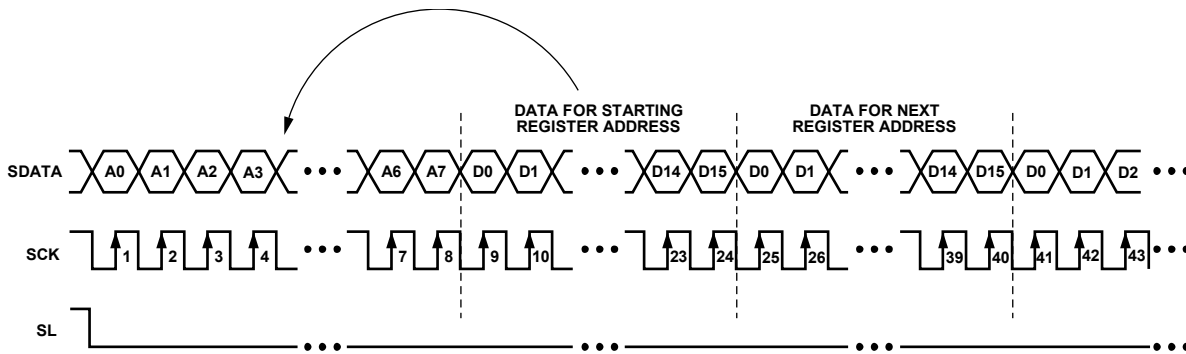 DATA FOR STARTING
REGISTER ADDRESS
DATA FOR NEXT
REGISTER ADDRESS
SDATA A0 A1 A2 A3 ••• A6 A7 D0 D1 ••• D14 D15 D0 D1 ••• D14 D15 D0 D1 D2 •••
SCK 1 2 3 4 ••• 7 8 9 10 ••• 23 24 25 26 ••• 39 40 41 42 43 •••
SL ••• ••• ••• •••